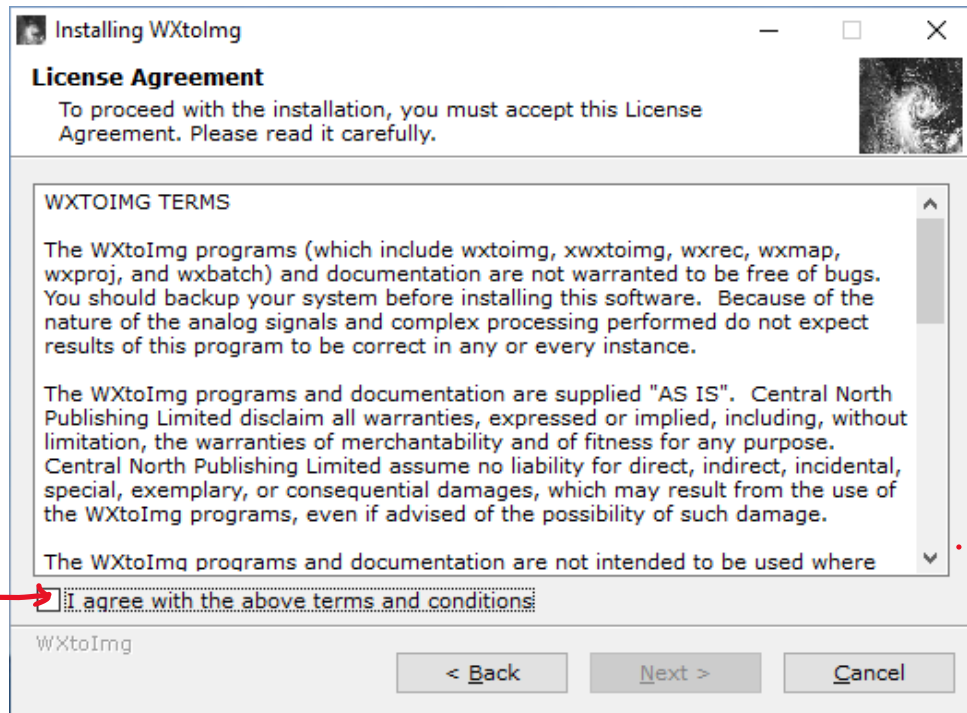 Installing WXtoImg
License Agreement
To proceed with the installation, you must accept this License
Agreement. Please read it carefully.
WXTOIMG TERMS
The WXtoImg programs (which include wxtoimg, xwxtoimg, wxrec, wxmap,
wxproj, and wxbatch) and documentation are not warranted to be free of bugs.
You should backup your system before installing this software.  Because of the
nature of the analog signals and complex processing performed do not expect
results of this program to be correct in any or every instance.
The WXtoImg programs and documentation are supplied "AS IS".  Central North
Publishing Limited disclaim all warranties, expressed or implied, including, without
limitation, the warranties of merchantability and of fitness for any purpose.
Central North Publishing Limited assume no liability for direct, indirect, incidental,
special, exemplary, or consequential damages, which may result from the use of
the WXtoImg programs, even if advised of the possibility of such damage.
The WXtoImg programs and documentation are not intended to be used where
I agree with the above terms and conditions
WXtoImg
< Back
Next >
Cancel